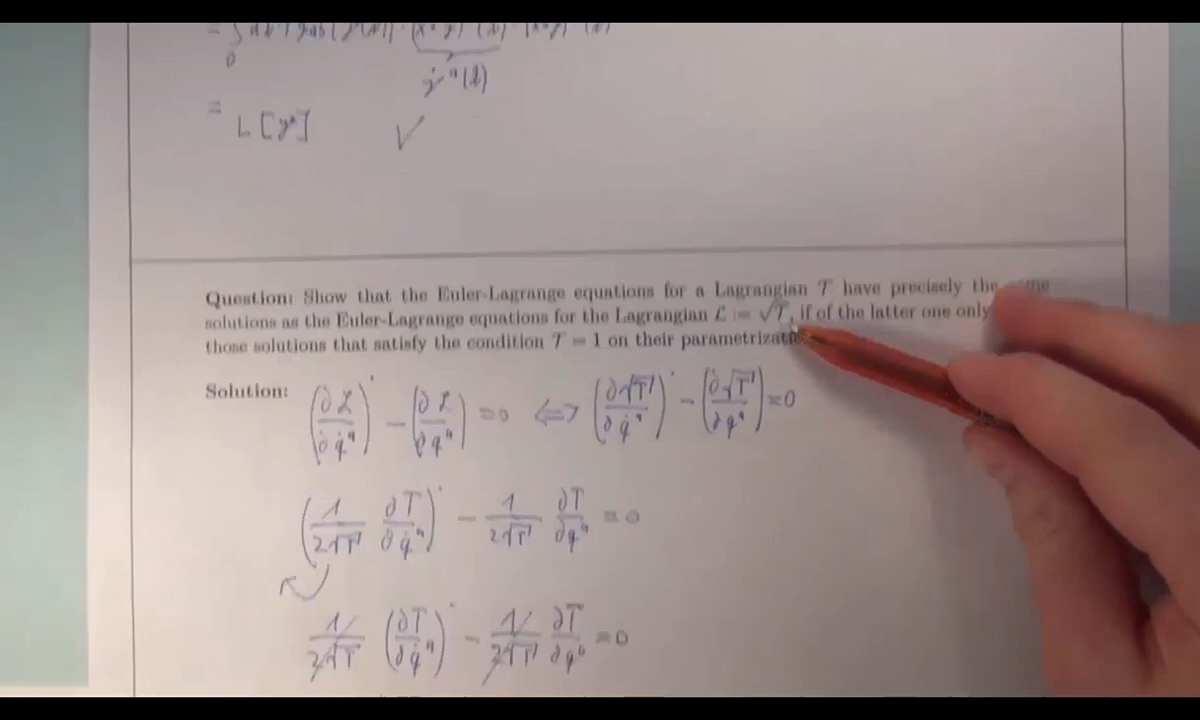 =
0
γ̇ᵃ(λ)
= L[γ]
✓
Question: Show that the Euler-Lagrange equations for a Lagrangian 𝒯 have precisely the
solutions as the Euler-Lagrange equations for the Lagrangian ℒ := √𝒯, if of the latter one only
those solutions that satisfy the condition 𝒯 = 1 on their
Solution: (∂ℒ/∂q̇ᵃ)˙ − (∂ℒ/∂qᵃ) = 0 ⟺ (∂√T/∂q̇ᵃ)˙ − (∂√T/∂qᵃ) = 0
(1/2√T ∂T/∂q̇ᵃ)˙ − 1/2√T ∂T/∂qᵃ = 0
1/2√T (∂T/∂q̇ᵃ)˙ − 1/2√T ∂T/∂qᵃ = 0